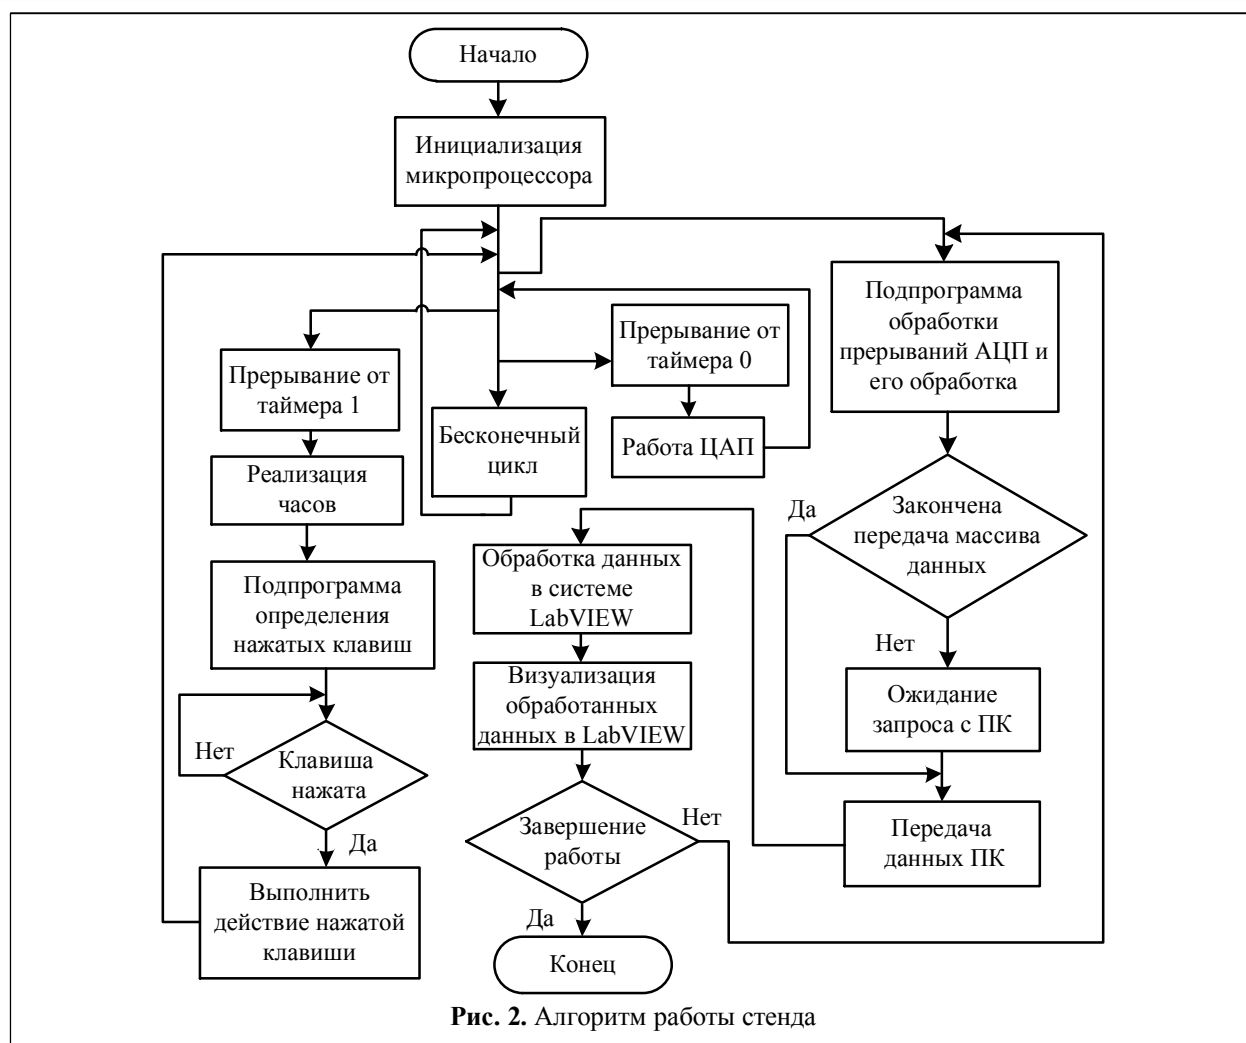 Начало
Инициализация
микропроцессора
Подпрограмма
обработки
прерываний АЦП и
его обработка
Прерывание от
таймера 0
Прерывание от
таймера 1
Бесконечный
цикл
Работа ЦАП
Реализация
часов
Да
Закончена
передача массива
данных
Обработка данных
в системе
LabVIEW
Подпрограмма
определения
нажатых клавиш
Нет
Визуализация
обработанных
данных в LabVIEW
Ожидание
запроса с ПК
Нет
Клавиша
нажата
Завершение
работы
Нет
Передача
данных ПК
Да
Выполнить
действие нажатой
клавиши
Да
Конец
Рис. 2. Алгоритм работы стенда